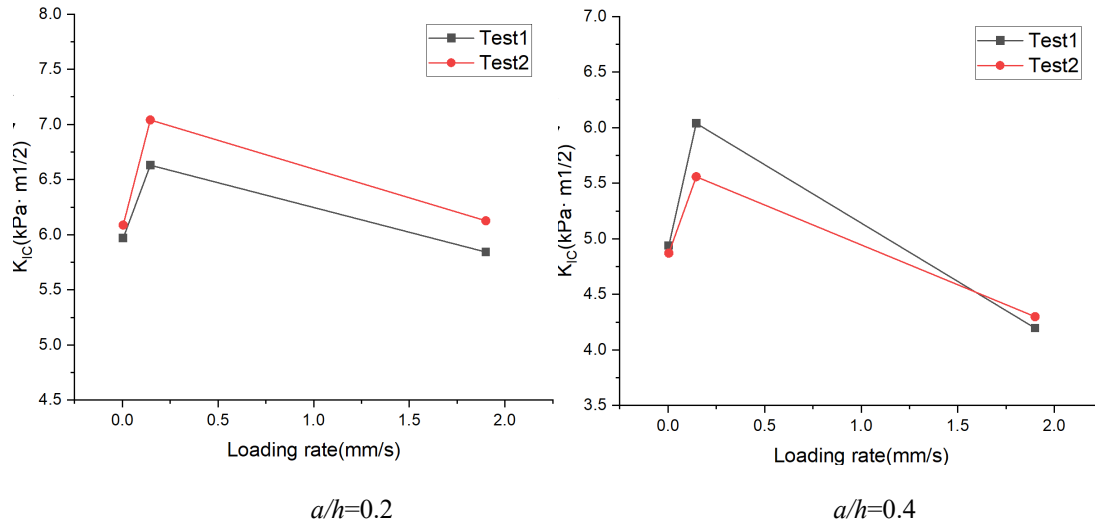 8.0
7.5
7.0
6.5
6.0
5.5
5.0
4.5
K_IC(kPa· m1/2)
Test1
Test2
0.0 0.5 1.0 1.5 2.0
Loading rate(mm/s)
a/h=0.2
7.0
6.5
6.0
5.5
5.0
4.5
4.0
3.5
K_IC(kPa· m1/2)
Test1
Test2
0.0 0.5 1.0 1.5 2.0
Loading rate(mm/s)
a/h=0.4